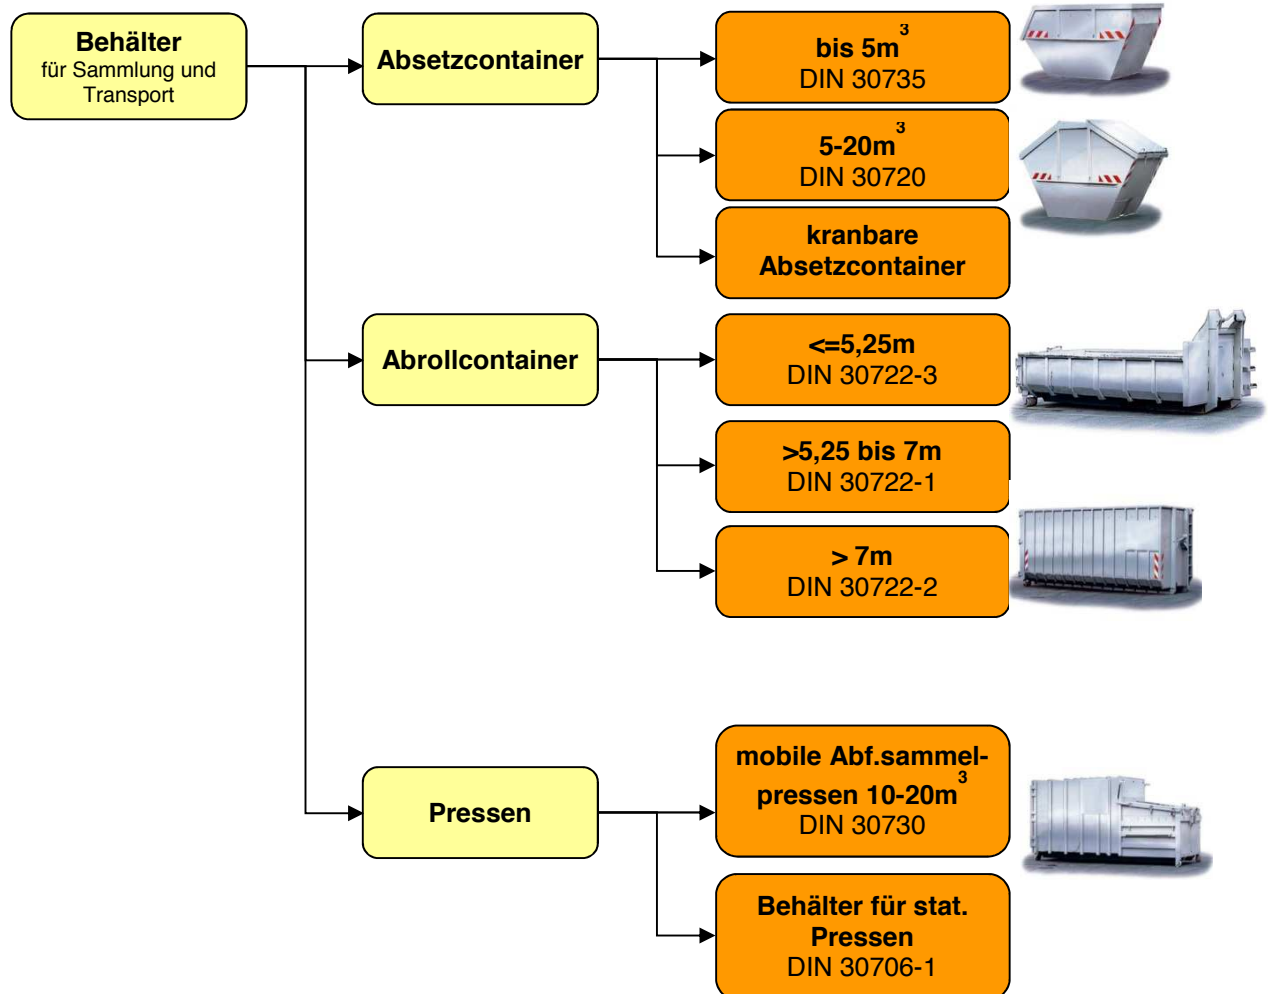 Behälter
für Sammlung und
Transport
Absetzcontainer
bis 5m³
DIN 30735
5-20m³
DIN 30720
kranbare
Absetzcontainer
Abrollcontainer
<=5,25m
DIN 30722-3
>5,25 bis 7m
DIN 30722-1
> 7m
DIN 30722-2
Pressen
mobile Abf.sammel-
pressen 10-20m³
DIN 30730
Behälter für stat.
Pressen
DIN 30706-1